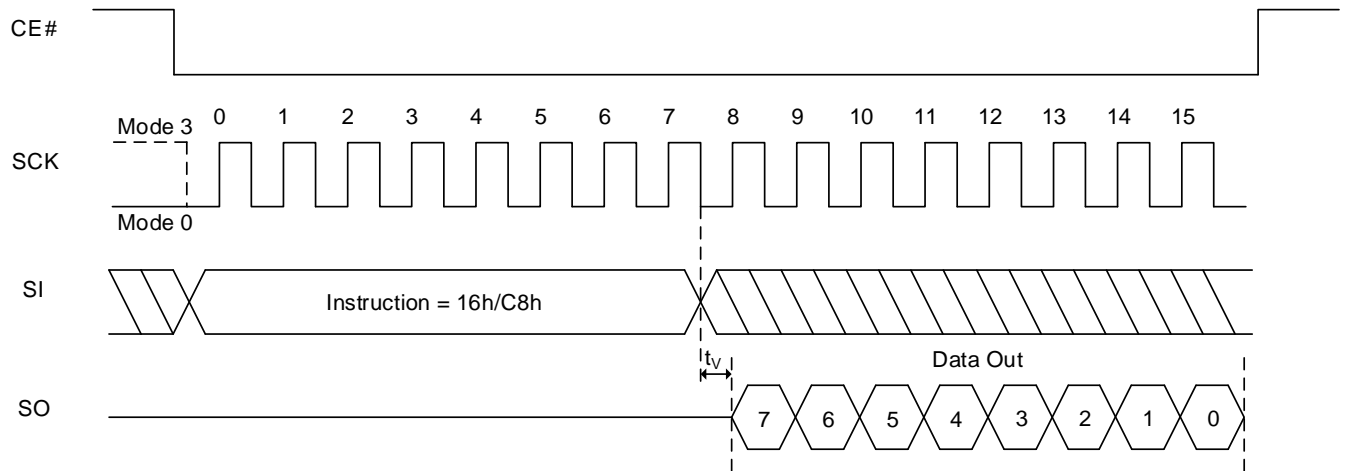 CE#
0 1 2 3 4 5 6 7 8 9 10 11 12 13 14 15
Mode 3
SCK
Mode 0
SI
Instruction = 16h/C8h
tV
Data Out
SO
7 6 5 4 3 2 1 0